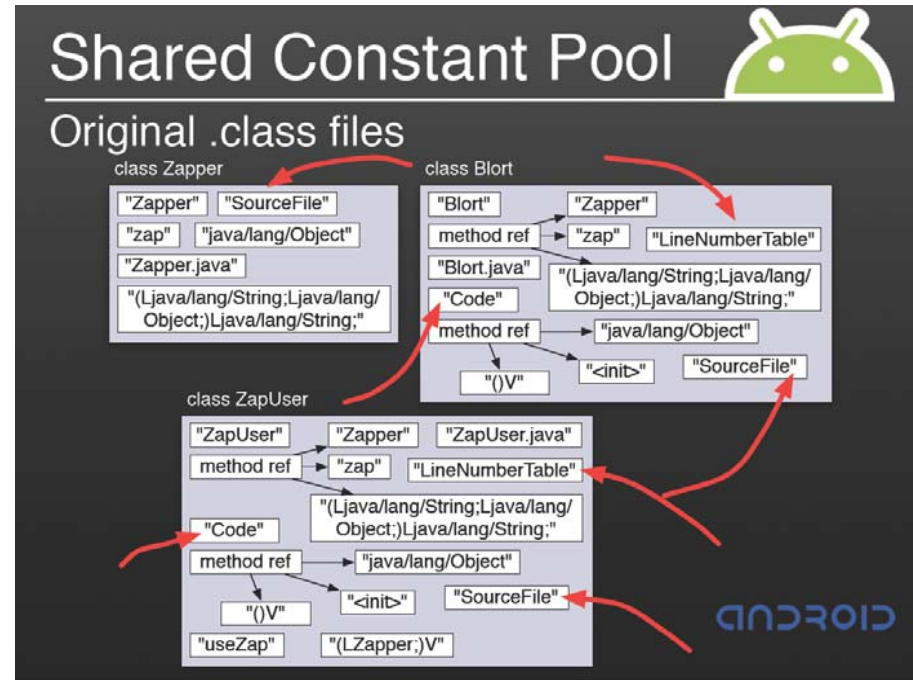 Shared Constant Pool
Original .class files
class Zapper
"Zapper" "SourceFile"
"zap" "java/lang/Object"
"Zapper.java"
"(Ljava/lang/String;Ljava/lang/
Object;)Ljava/lang/String;"
class Blort
"Blort" "Zapper"
method ref "zap" "LineNumberTable"
"Blort.java" "(Ljava/lang/String;Ljava/lang/
Object;)Ljava/lang/String;"
"Code"
method ref "java/lang/Object"
"()V" "<init>" "SourceFile"
class ZapUser
"ZapUser" "Zapper" "ZapUser.java"
method ref "zap" "LineNumberTable"
"(Ljava/lang/String;Ljava/lang/
Object;)Ljava/lang/String;"
"Code"
method ref "java/lang/Object"
"()V" "<init>" "SourceFile"
"useZap" "(LZapper;)V"
ANDROID